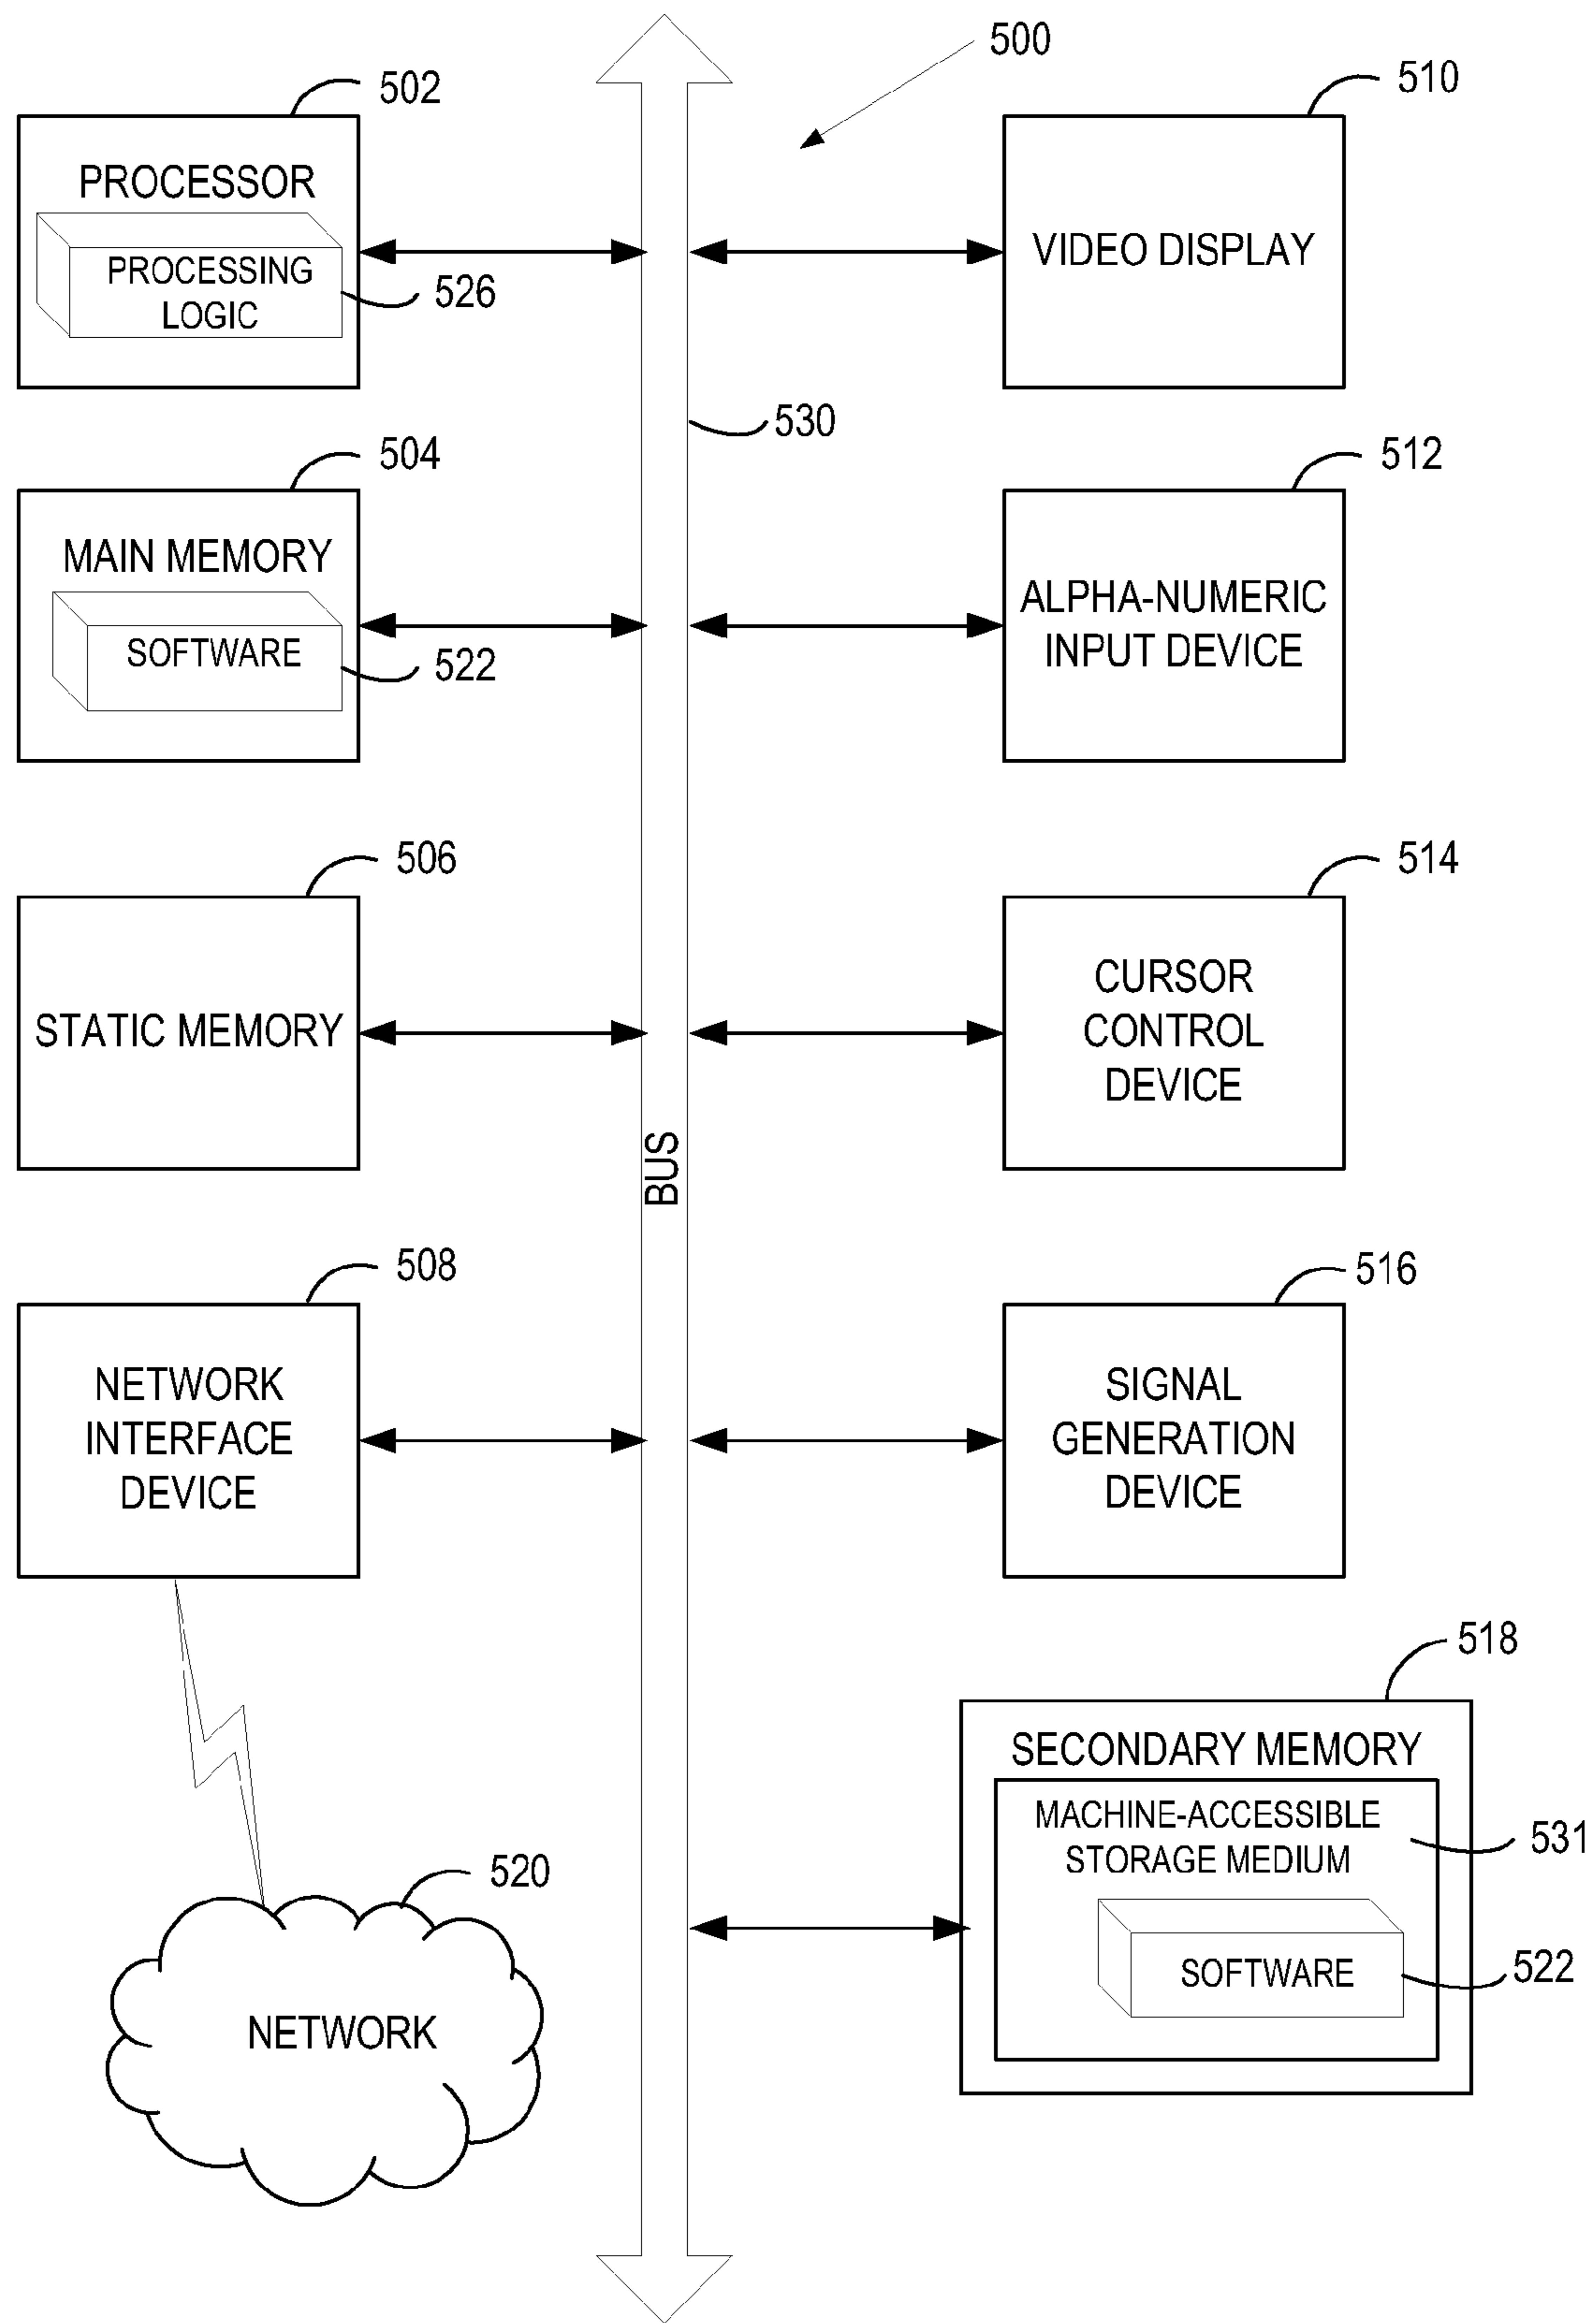 500
502
PROCESSOR
PROCESSING
LOGIC
526
510
VIDEO DISPLAY
530
504
MAIN MEMORY
SOFTWARE
522
512
ALPHA-NUMERIC
INPUT DEVICE
506
STATIC MEMORY
514
CURSOR
CONTROL
DEVICE
BUS
508
NETWORK
INTERFACE
DEVICE
516
SIGNAL
GENERATION
DEVICE
518
SECONDARY MEMORY
MACHINE-ACCESSIBLE
STORAGE MEDIUM
531
SOFTWARE
522
520
NETWORK